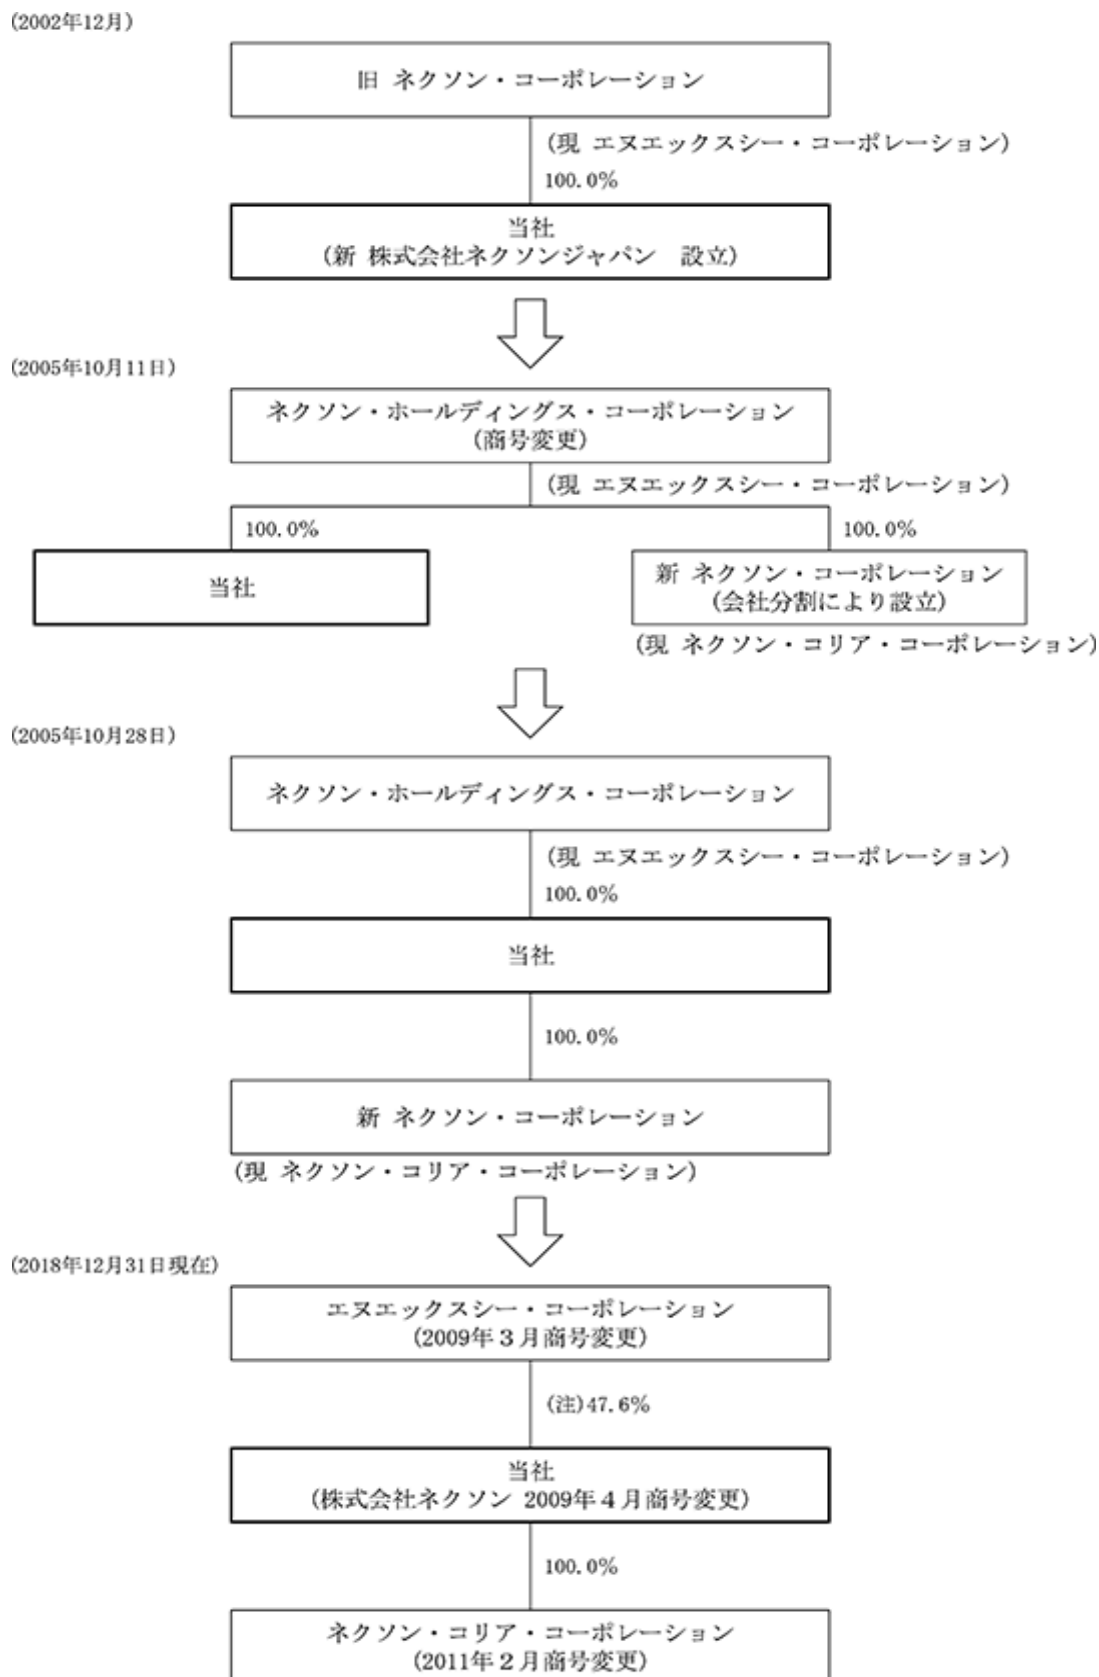 (2002年12月)
旧 ネクソン・コーポレーション
(現 エヌエックスシー・コーポレーション)
100.0%
当社
(新 株式会社ネクソンジャパン　設立)
(2005年10月11日)
ネクソン・ホールディングス・コーポレーション
(商号変更)
(現 エヌエックスシー・コーポレーション)
100.0%
100.0%
当社
新 ネクソン・コーポレーション
(会社分割により設立)
(現 ネクソン・コリア・コーポレーション)
(2005年10月28日)
ネクソン・ホールディングス・コーポレーション
(現 エヌエックスシー・コーポレーション)
100.0%
当社
100.0%
新 ネクソン・コーポレーション
(現 ネクソン・コリア・コーポレーション)
(2018年12月31日現在)
エヌエックスシー・コーポレーション
(2009年３月商号変更)
(注)47.6%
当社
(株式会社ネクソン 2009年４月商号変更)
100.0%
ネクソン・コリア・コーポレーション
(2011年２月商号変更)